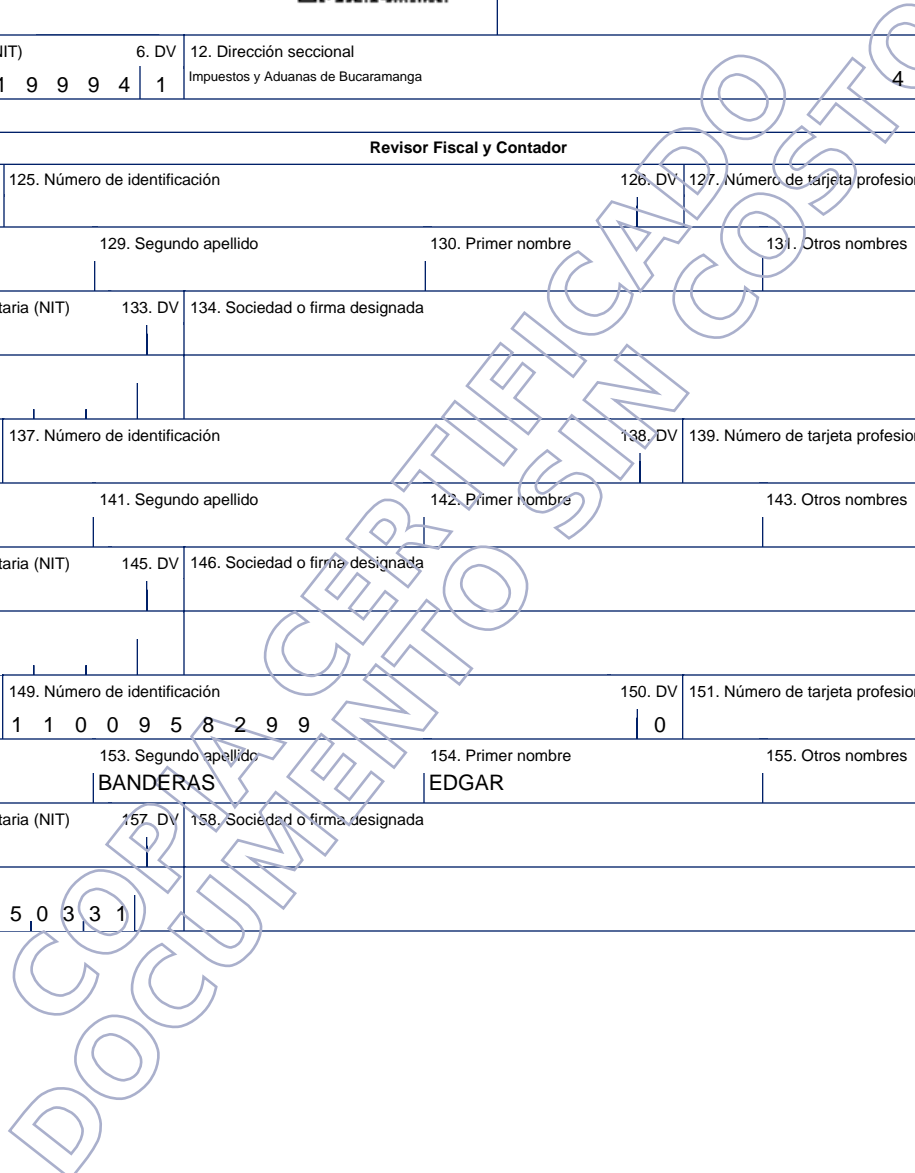 NIT) 6. DV 12. Dirección seccional
1 9 9 9 4 1 Impuestos y Aduanas de Bucaramanga 4
Revisor Fiscal y Contador
125. Número de identificación 126. DV 127. Número de tarjeta profesion
129. Segundo apellido 130. Primer nombre 131. Otros nombres
taria (NIT) 133. DV 134. Sociedad o firma designada
137. Número de identificación 138. DV 139. Número de tarjeta profesion
141. Segundo apellido 142. Primer nombre 143. Otros nombres
taria (NIT) 145. DV 146. Sociedad o firma designada
149. Número de identificación 150. DV 151. Número de tarjeta profesion
1 1 0 0 9 5 8 2 9 9 0
153. Segundo apellido 154. Primer nombre 155. Otros nombres
BANDERAS EDGAR
taria (NIT) 157. DV 158. Sociedad o firma designada
5 0 3 3 1
COPIA CERTIFICADO
DOCUMENTO SIN COSTO